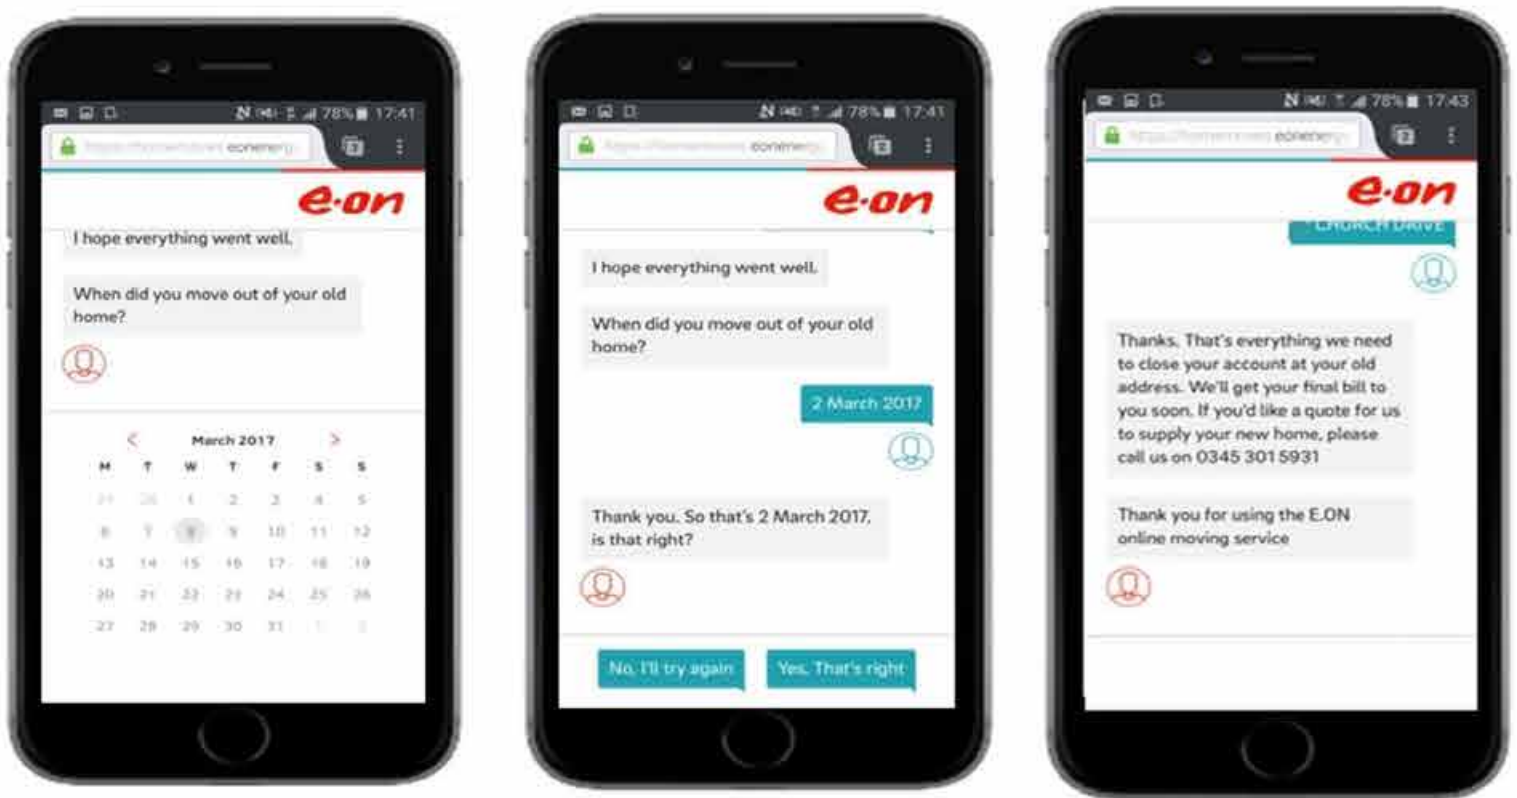 78% 17:41
eonenergy
e·on
I hope everything went well.
When did you move out of your old
home?
March 2017
M T W T F S S
1 2 3 4 5
6 7 8 9 10 11 12
13 14 15 16 17 18 19
20 21 22 23 24 25 26
27 28 29 30 31
78% 17:41
eonenergy
e·on
I hope everything went well.
When did you move out of your old
home?
2 March 2017
Thank you. So that's 2 March 2017,
is that right?
No, I'll try again
Yes, That's right
78% 17:43
eonenergy
e·on
CHURCH DRIVE
Thanks. That's everything we need
to close your account at your old
address. We'll get your final bill to
you soon. If you'd like a quote for us
to supply your new home, please
call us on 0345 301 5931
Thank you for using the E.ON
online moving service